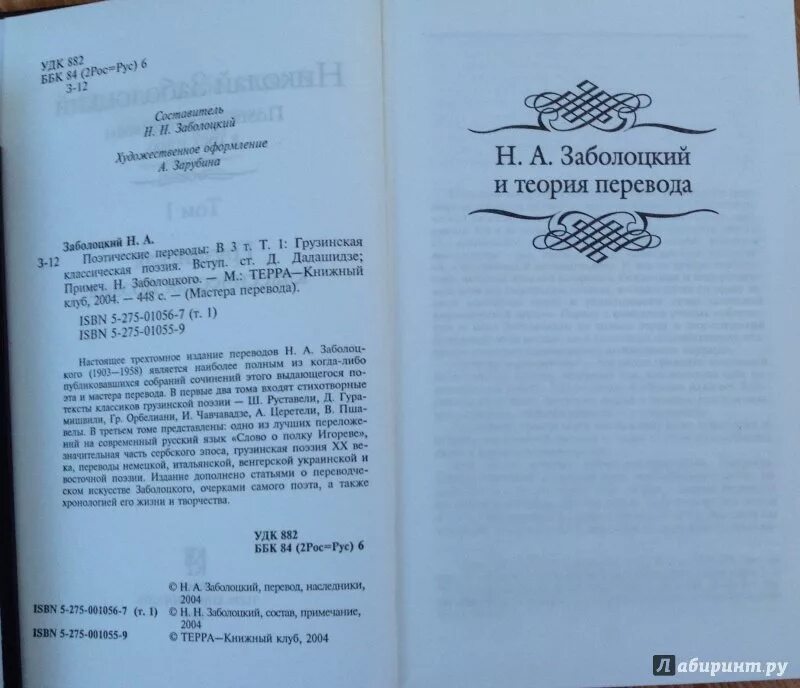 УДК 882
ББК 84 (2Рос=Рус) 6
З-12
Составитель
Н. Н. Заболоцкий
Художественное оформление
А. Зарубина
Заболоцкий Н. А.
З-12 Поэтические переводы: В 3 т. Т. 1: Грузинская
классическая поэзия. Вступ. ст. Д. Дадашидзе;
Примеч. Н. Заболоцкого. — М.: ТЕРРА—Книжный
клуб, 2004. — 448 с. — (Мастера перевода).
ISBN 5-275-01056-7 (т. 1)
ISBN 5-275-01055-9
Настоящее трехтомное издание переводов Н. А. Заболоц-
кого (1903—1958) является наиболее полным из когда-либо
публиковавшихся собраний сочинений этого выдающегося по-
эта и мастера перевода. В первые два тома входят стихотворные
тексты классиков грузинской поэзии — Ш. Руставели, Д. Гура-
мишвили, Гр. Орбелиани, И. Чавчавадзе, А. Церетели, В. Пша-
велы. В третьем томе представлены: одно из лучших переложе-
ний на современный русский язык «Слово о полку Игореве»,
значительная часть сербского эпоса, грузинская поэзия XX ве-
ка, переводы немецкой, итальянской, венгерской украинской и
восточной поэзии. Издание дополнено статьями о переводчес-
ком искусстве Заболоцкого, очерками самого поэта, а также
хронологией его жизни и творчества.
УДК 882
ББК 84 (2Рос=Рус) 6
© Н. А. Заболоцкий, перевод, наследники,
2004
ISBN 5-275-001056-7 (т. 1) © Н. Н. Заболоцкий, состав, примечание,
2004
ISBN 5-275-001055-9 © ТЕРРА—Книжный клуб, 2004
Н. А. Заболоцкий
и теория перевода
Лабиринт.ру